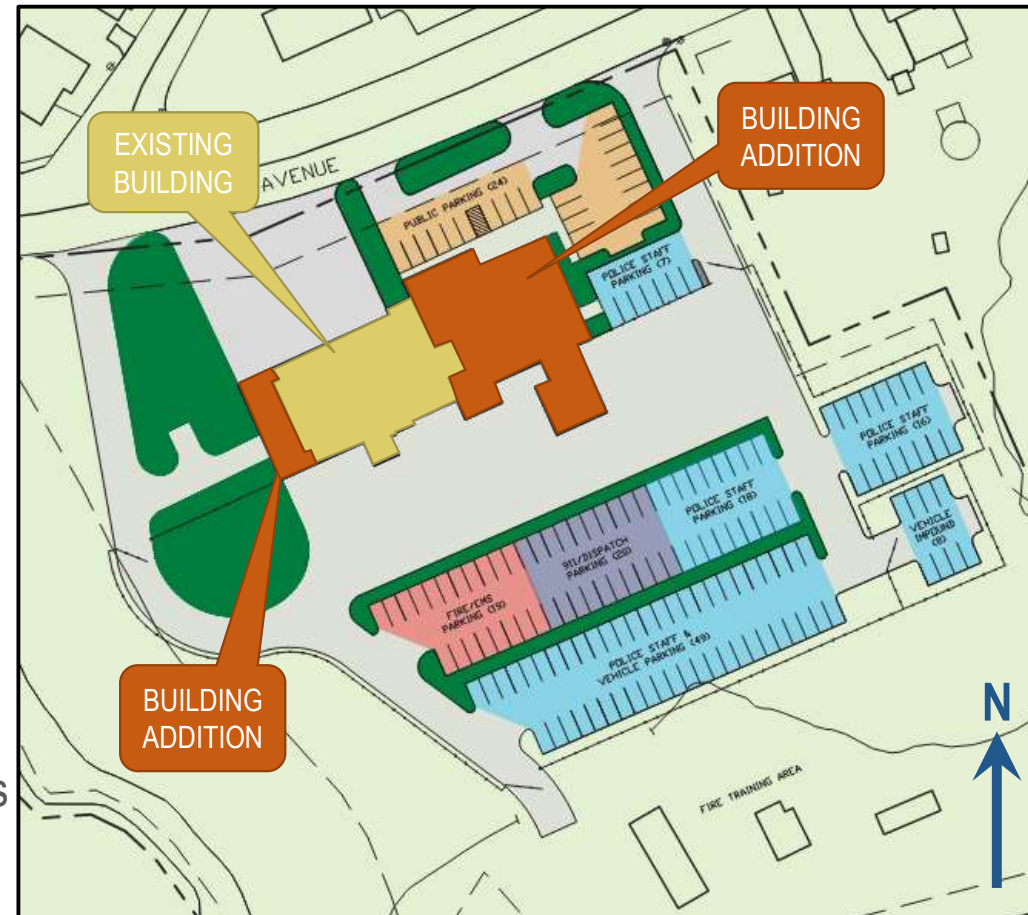 EXISTING
BUILDING
BUILDING
ADDITION
AVENUE
PUBLIC PARKING (24)
POLICE STAFF
PARKING (7)
POLICE STAFF
PARKING (16)
POLICE STAFF
PARKING (18)
VEHICLE
IMPOUND
(8)
911/DISPATCH
PARKING (20)
FIRE/EMS
PARKING (19)
POLICE STAFF &
VEHICLE PARKING (49)
BUILDING
ADDITION
N
S
FIRE TRAINING AREA